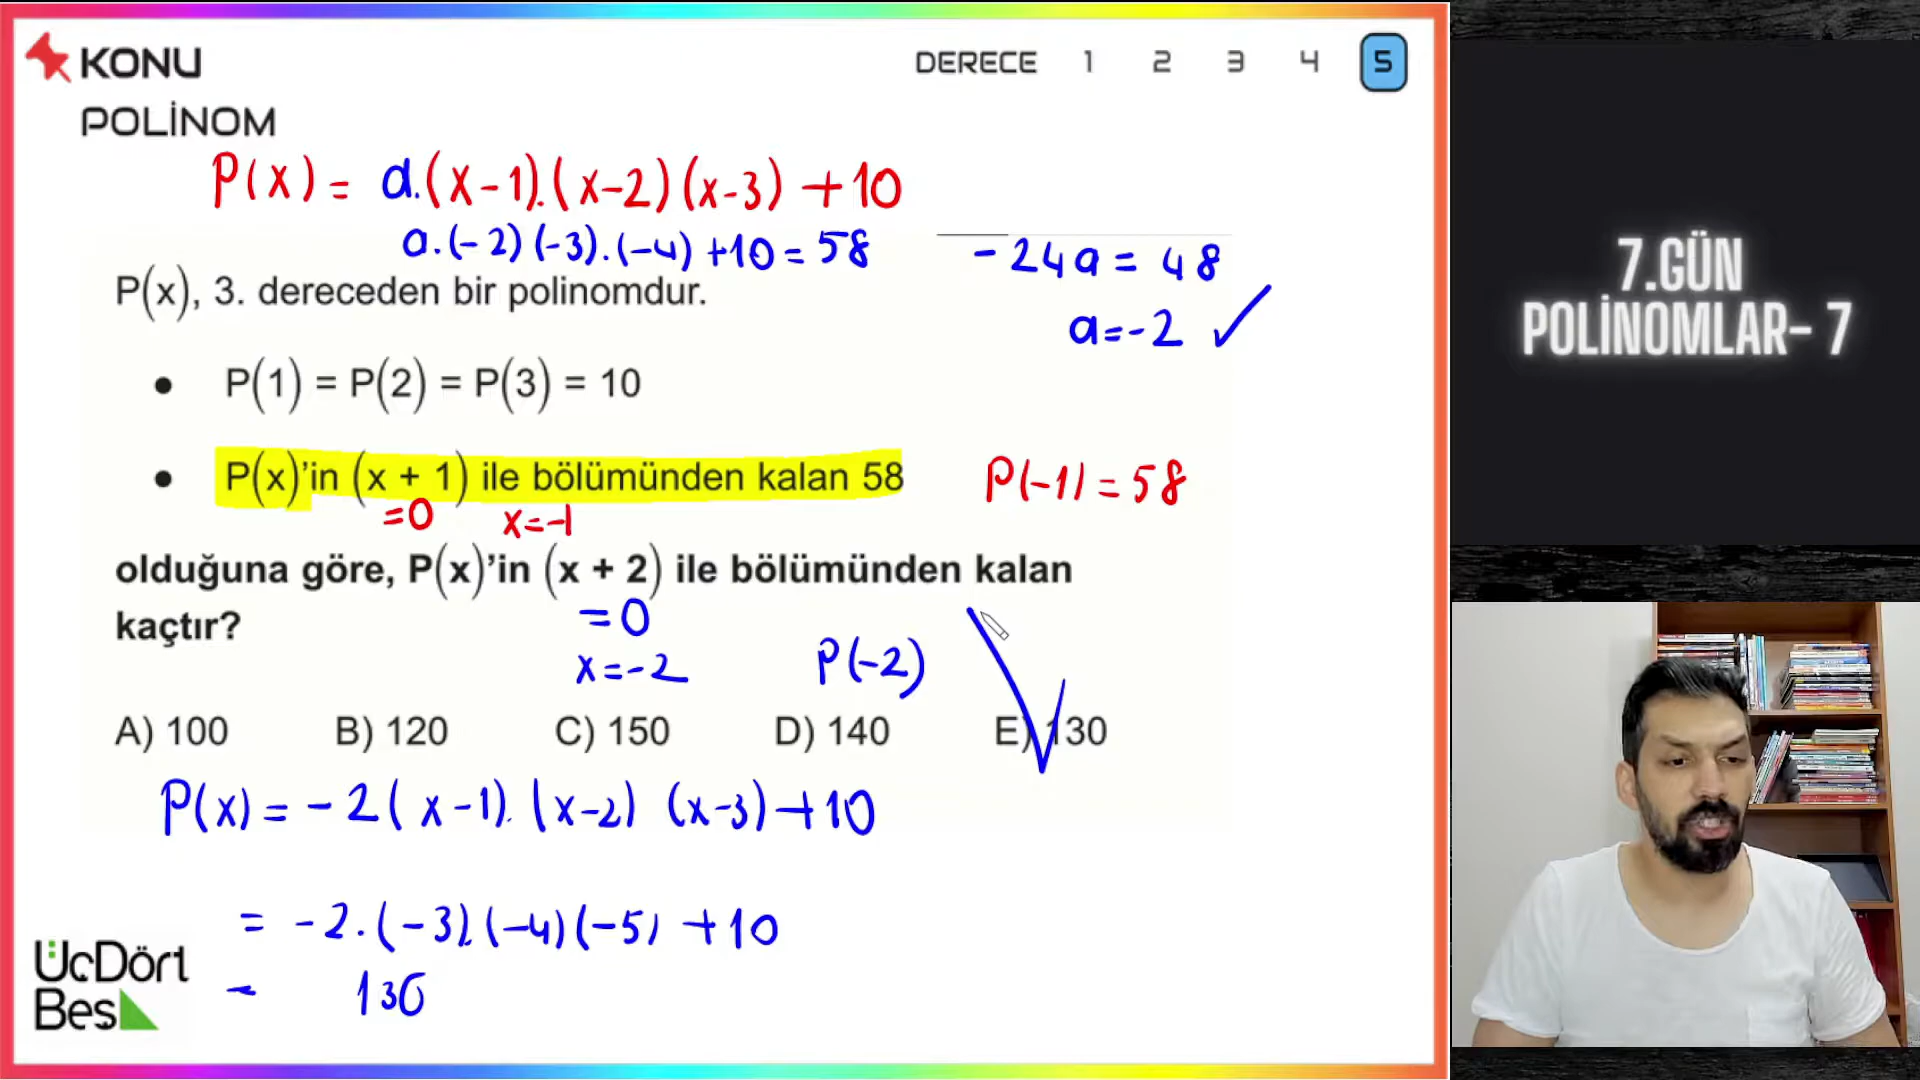 KONU
DERECE 1 2 3 4 5
POLİNOM
P(x) = a.(x-1).(x-2)(x-3) +10
a.(-2)(-3).(-4) +10 = 58
-24a = 48
a=-2
P(x), 3. dereceden bir polinomdur.
• P(1) = P(2) = P(3) = 10
• P(x)'in (x + 1) ile bölümünden kalan 58
P(-1) = 58
=0 x=-1
olduğuna göre, P(x)'in (x + 2) ile bölümünden kalan
kaçtır?
=0
x=-2
P(-2)
A) 100 B) 120 C) 150 D) 140 E) 130
P(x) = -2(x-1).(x-2) (x-3)+10
= -2.(-3).(-4)(-5) +10
= 130
ÜçDört
Beş
7.GÜN
POLİNOMLAR- 7